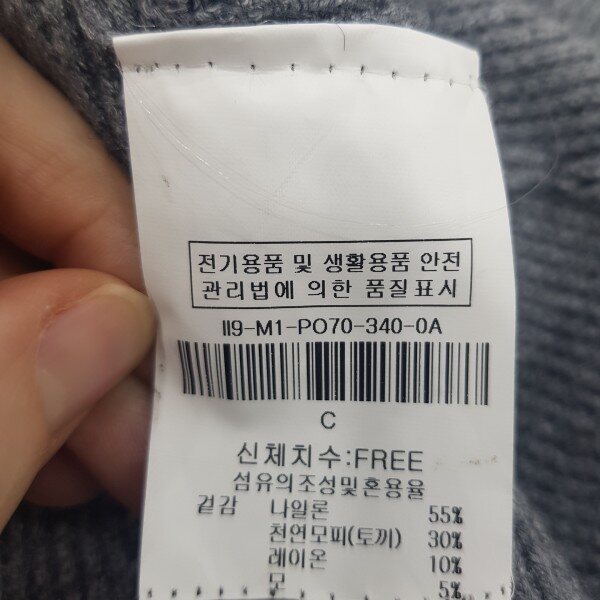 전기용품 및 생활용품 안전
관리법에 의한 품질표시
II9-M1-PO70-340-0A
C
신체치수:FREE
섬유의조성및혼용율
겉감 나일론 55%
천연모피(토끼) 30%
레이온 10%
모 5%